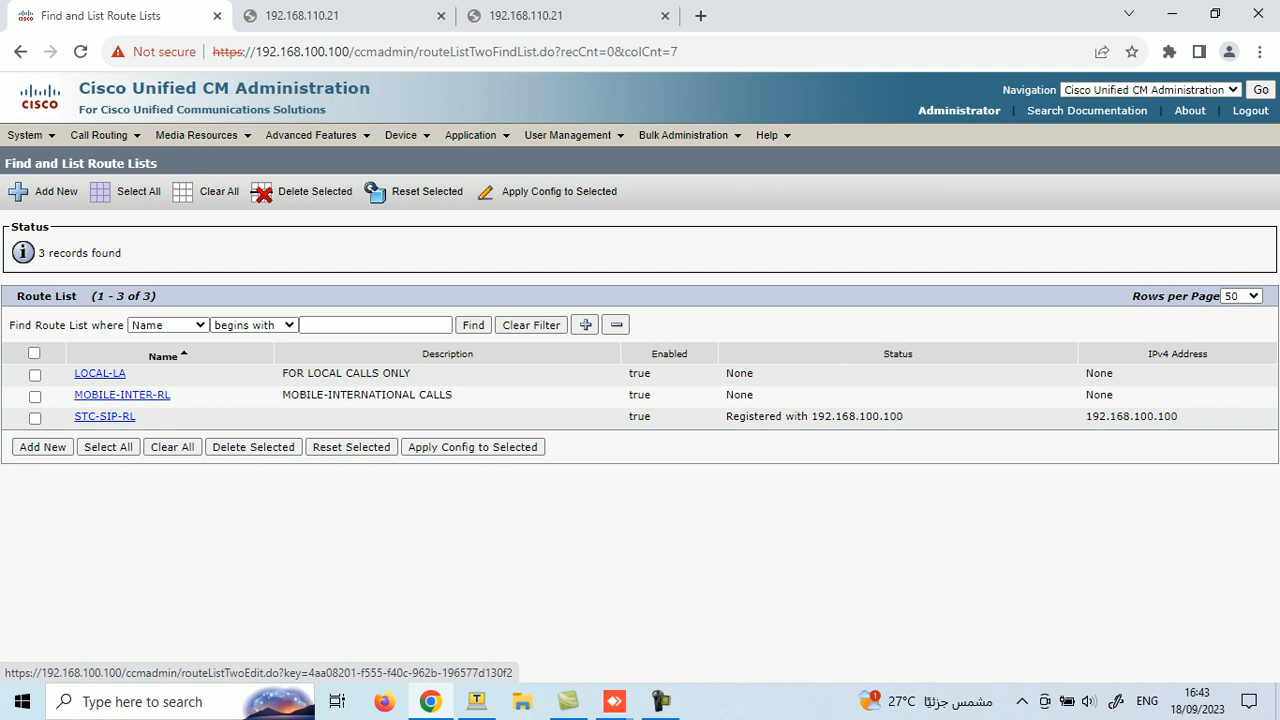 Find and List Route Lists
192.168.110.21
192.168.110.21
Not secure https://192.168.100.100/ccmadmin/routeListTwoFindList.do?recCnt=0&colCnt=7
CISCO
Cisco Unified CM Administration
For Cisco Unified Communications Solutions
Navigation Cisco Unified CM Administration Go
Administrator Search Documentation About Logout
System Call Routing Media Resources Advanced Features Device Application User Management Bulk Administration Help
Find and List Route Lists
Add New Select All Clear All Delete Selected Reset Selected Apply Config to Selected
Status
3 records found
Route List (1 - 3 of 3) Rows per Page 50
Find Route List where Name begins with Find Clear Filter
Name Description Enabled Status IPv4 Address
LOCAL-LA FOR LOCAL CALLS ONLY true None None
MOBILE-INTER-RL MOBILE-INTERNATIONAL CALLS true None None
STC-SIP-RL true Registered with 192.168.100.100 192.168.100.100
Add New Select All Clear All Delete Selected Reset Selected Apply Config to Selected
https://192.168.100.100/ccmadmin/routeListTwoEdit.do?key=4aa08201-f555-f40c-962b-196577d130f2
Type here to search
1
27°C مشمس جزئيًا
ENG
16:43
18/09/2023